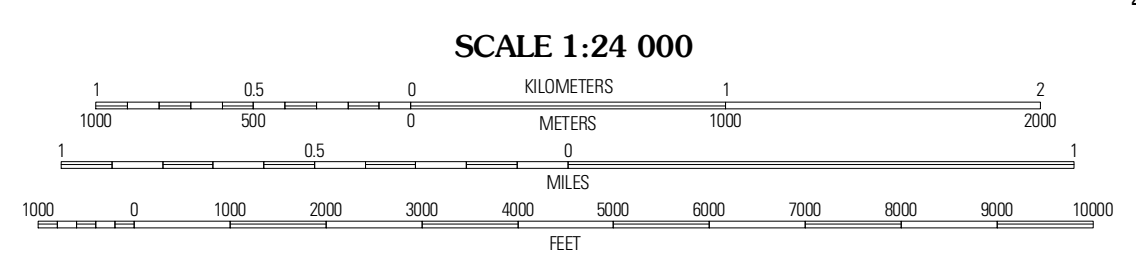 SCALE 1:24 000
1 0.5 0 KILOMETERS 1 2
1000 500 0 METERS 1000 2000
1 0.5 0 1
MILES
1000 0 1000 2000 3000 4000 5000 6000 7000 8000 9000 10000
FEET